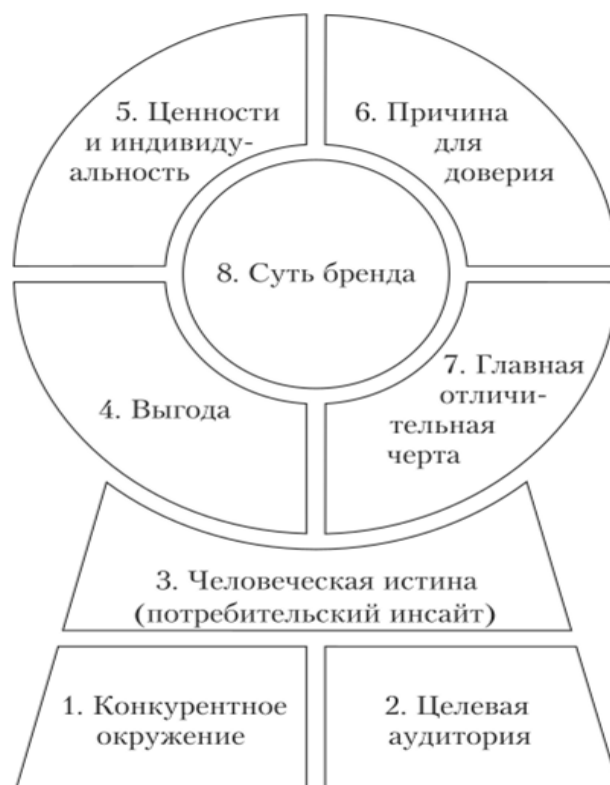 5. Ценности
и индивиду-
альность
6. Причина
для
доверия
8. Суть бренда
4. Выгода
7. Главная
отличи-
тельная
черта
3. Человеческая истина
(потребительский инсайт)
1. Конкурентное
окружение
2. Целевая
аудитория